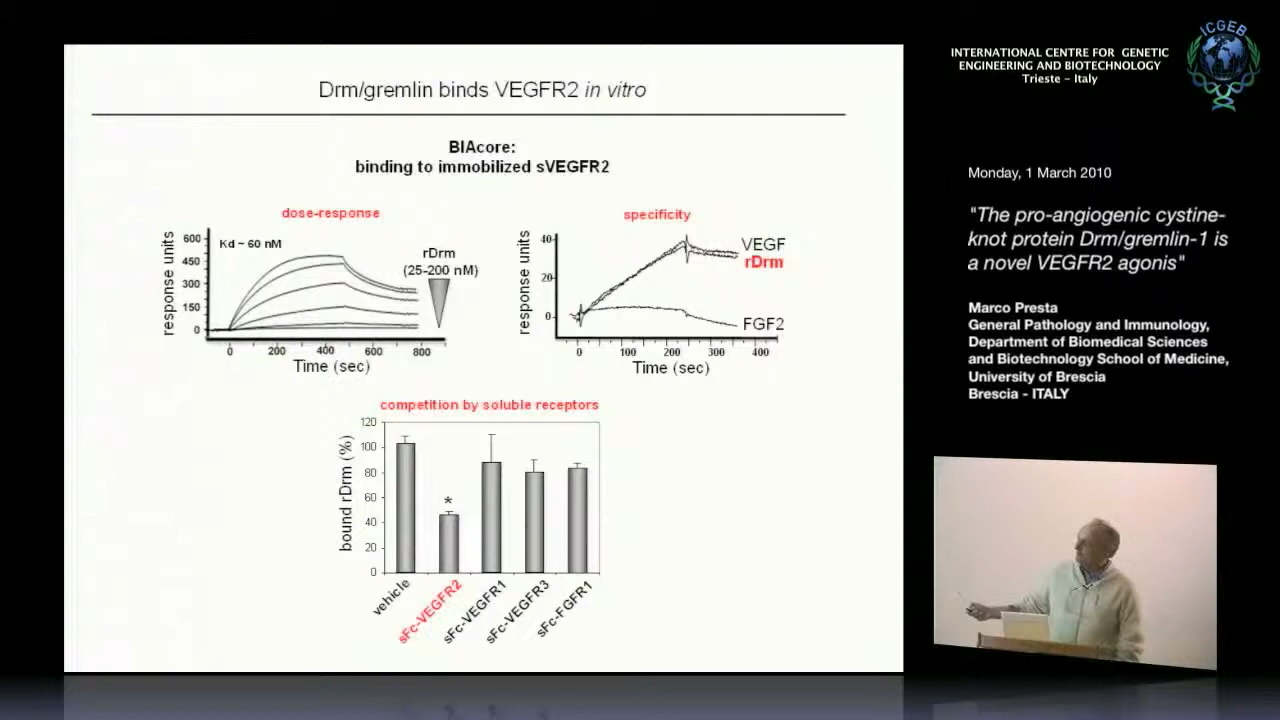 Drm/gremlin binds VEGFR2 in vitro
BIAcore:
binding to immobilized sVEGFR2
dose-response
response units
600
450
300
150
0
Kd ~ 60 nM
rDrm
(25-200 nM)
0
200
400
600
800
Time (sec)
specificity
response units
40
20
0
VEGF
rDrm
FGF2
0
100
200
300
400
Time (sec)
competition by soluble receptors
bound rDrm (%)
120
100
80
60
40
20
0
*
vehicle
sFc-VEGFR2
sFc-VEGFR1
sFc-VEGFR3
sFc-FGFR1
INTERNATIONAL CENTRE FOR GENETIC
ENGINEERING AND BIOTECHNOLOGY
Trieste - Italy
ICGEB
Monday, 1 March 2010
"The pro-angiogenic cystine-
knot protein Drm/gremlin-1 is
a novel VEGFR2 agonis"
Marco Presta
General Pathology and Immunology,
Department of Biomedical Sciences
and Biotechnology School of Medicine,
University of Brescia
Brescia - ITALY